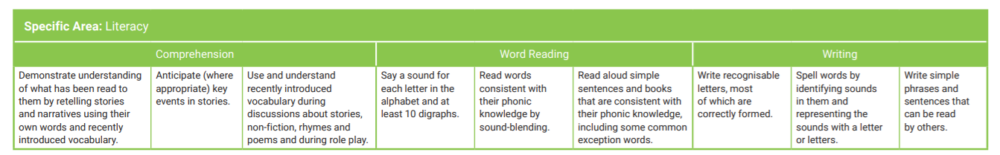 Specific Area: Literacy
Comprehension
Word Reading
Writing
Demonstrate understanding
of what has been read to
them by retelling stories
and narratives using their
own words and recently
introduced vocabulary.
Anticipate (where
appropriate) key
events in stories.
Use and understand
recently introduced
vocabulary during
discussions about stories,
non-fiction, rhymes and
poems and during role play.
Say a sound for
each letter in the
alphabet and at
least 10 digraphs.
Read words
consistent with
their phonic
knowledge by
sound-blending.
Read aloud simple
sentences and books
that are consistent with
their phonic knowledge,
including some common
exception words.
Write recognisable
letters, most
of which are
correctly formed.
Spell words by
identifying sounds
in them and
representing the
sounds with a letter
or letters.
Write simple
phrases and
sentences that
can be read
by others.